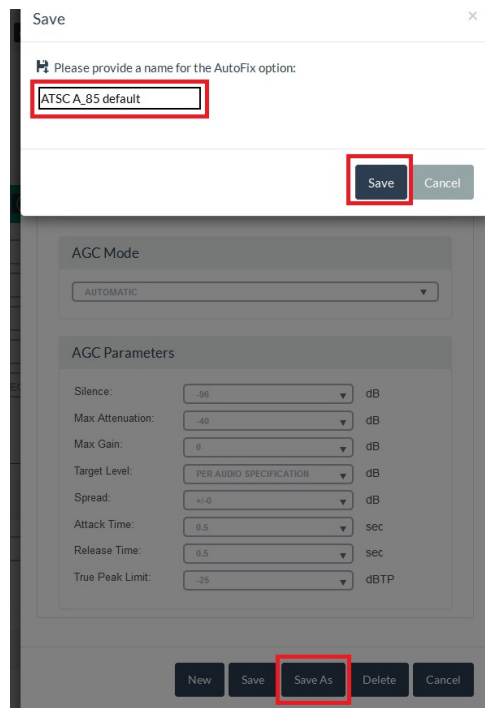 Save ×
Please provide a name for the AutoFix option:
ATSC A_85 default
Save Cancel
AGC Mode
AUTOMATIC
AGC Parameters
Silence: -96 dB
Max Attenuation: -40 dB
Max Gain: 0 dB
Target Level: PER AUDIO SPECIFICATION dB
Spread: +/-0 dB
Attack Time: 0.5 sec
Release Time: 0.5 sec
True Peak Limit: -25 dBTP
New Save Save As Delete Cancel